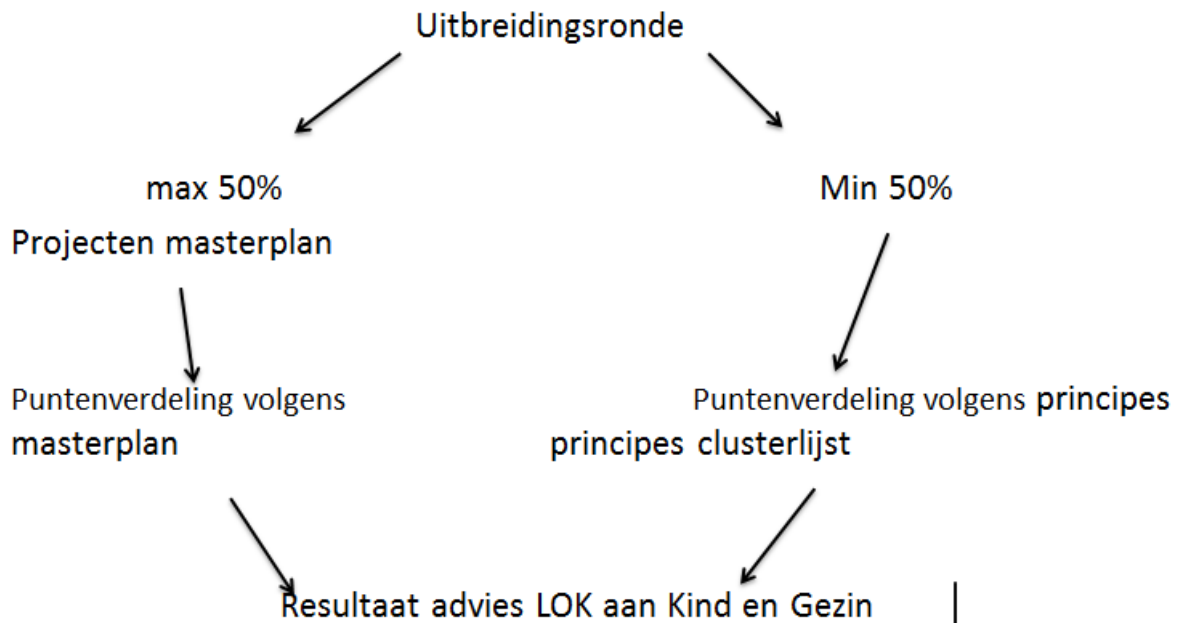 Uitbreidingsronde
max 50%
Projecten masterplan
Min 50%
Puntenverdeling volgens
masterplan
Puntenverdeling volgens principes
principes clusterlijst
Resultaat advies LOK aan Kind en Gezin